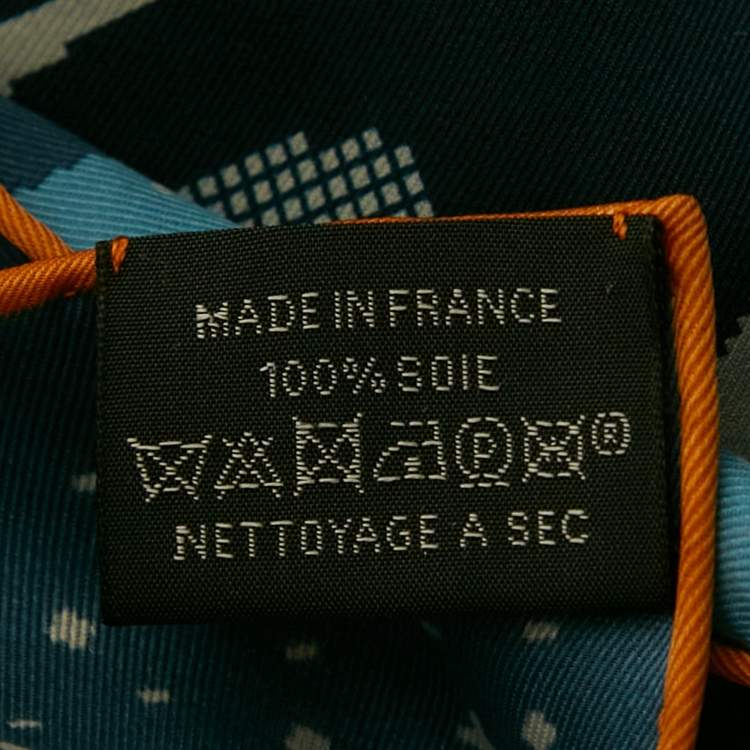 MADE IN FRANCE
100% SOIE
P ®
NETTOYAGE A SEC